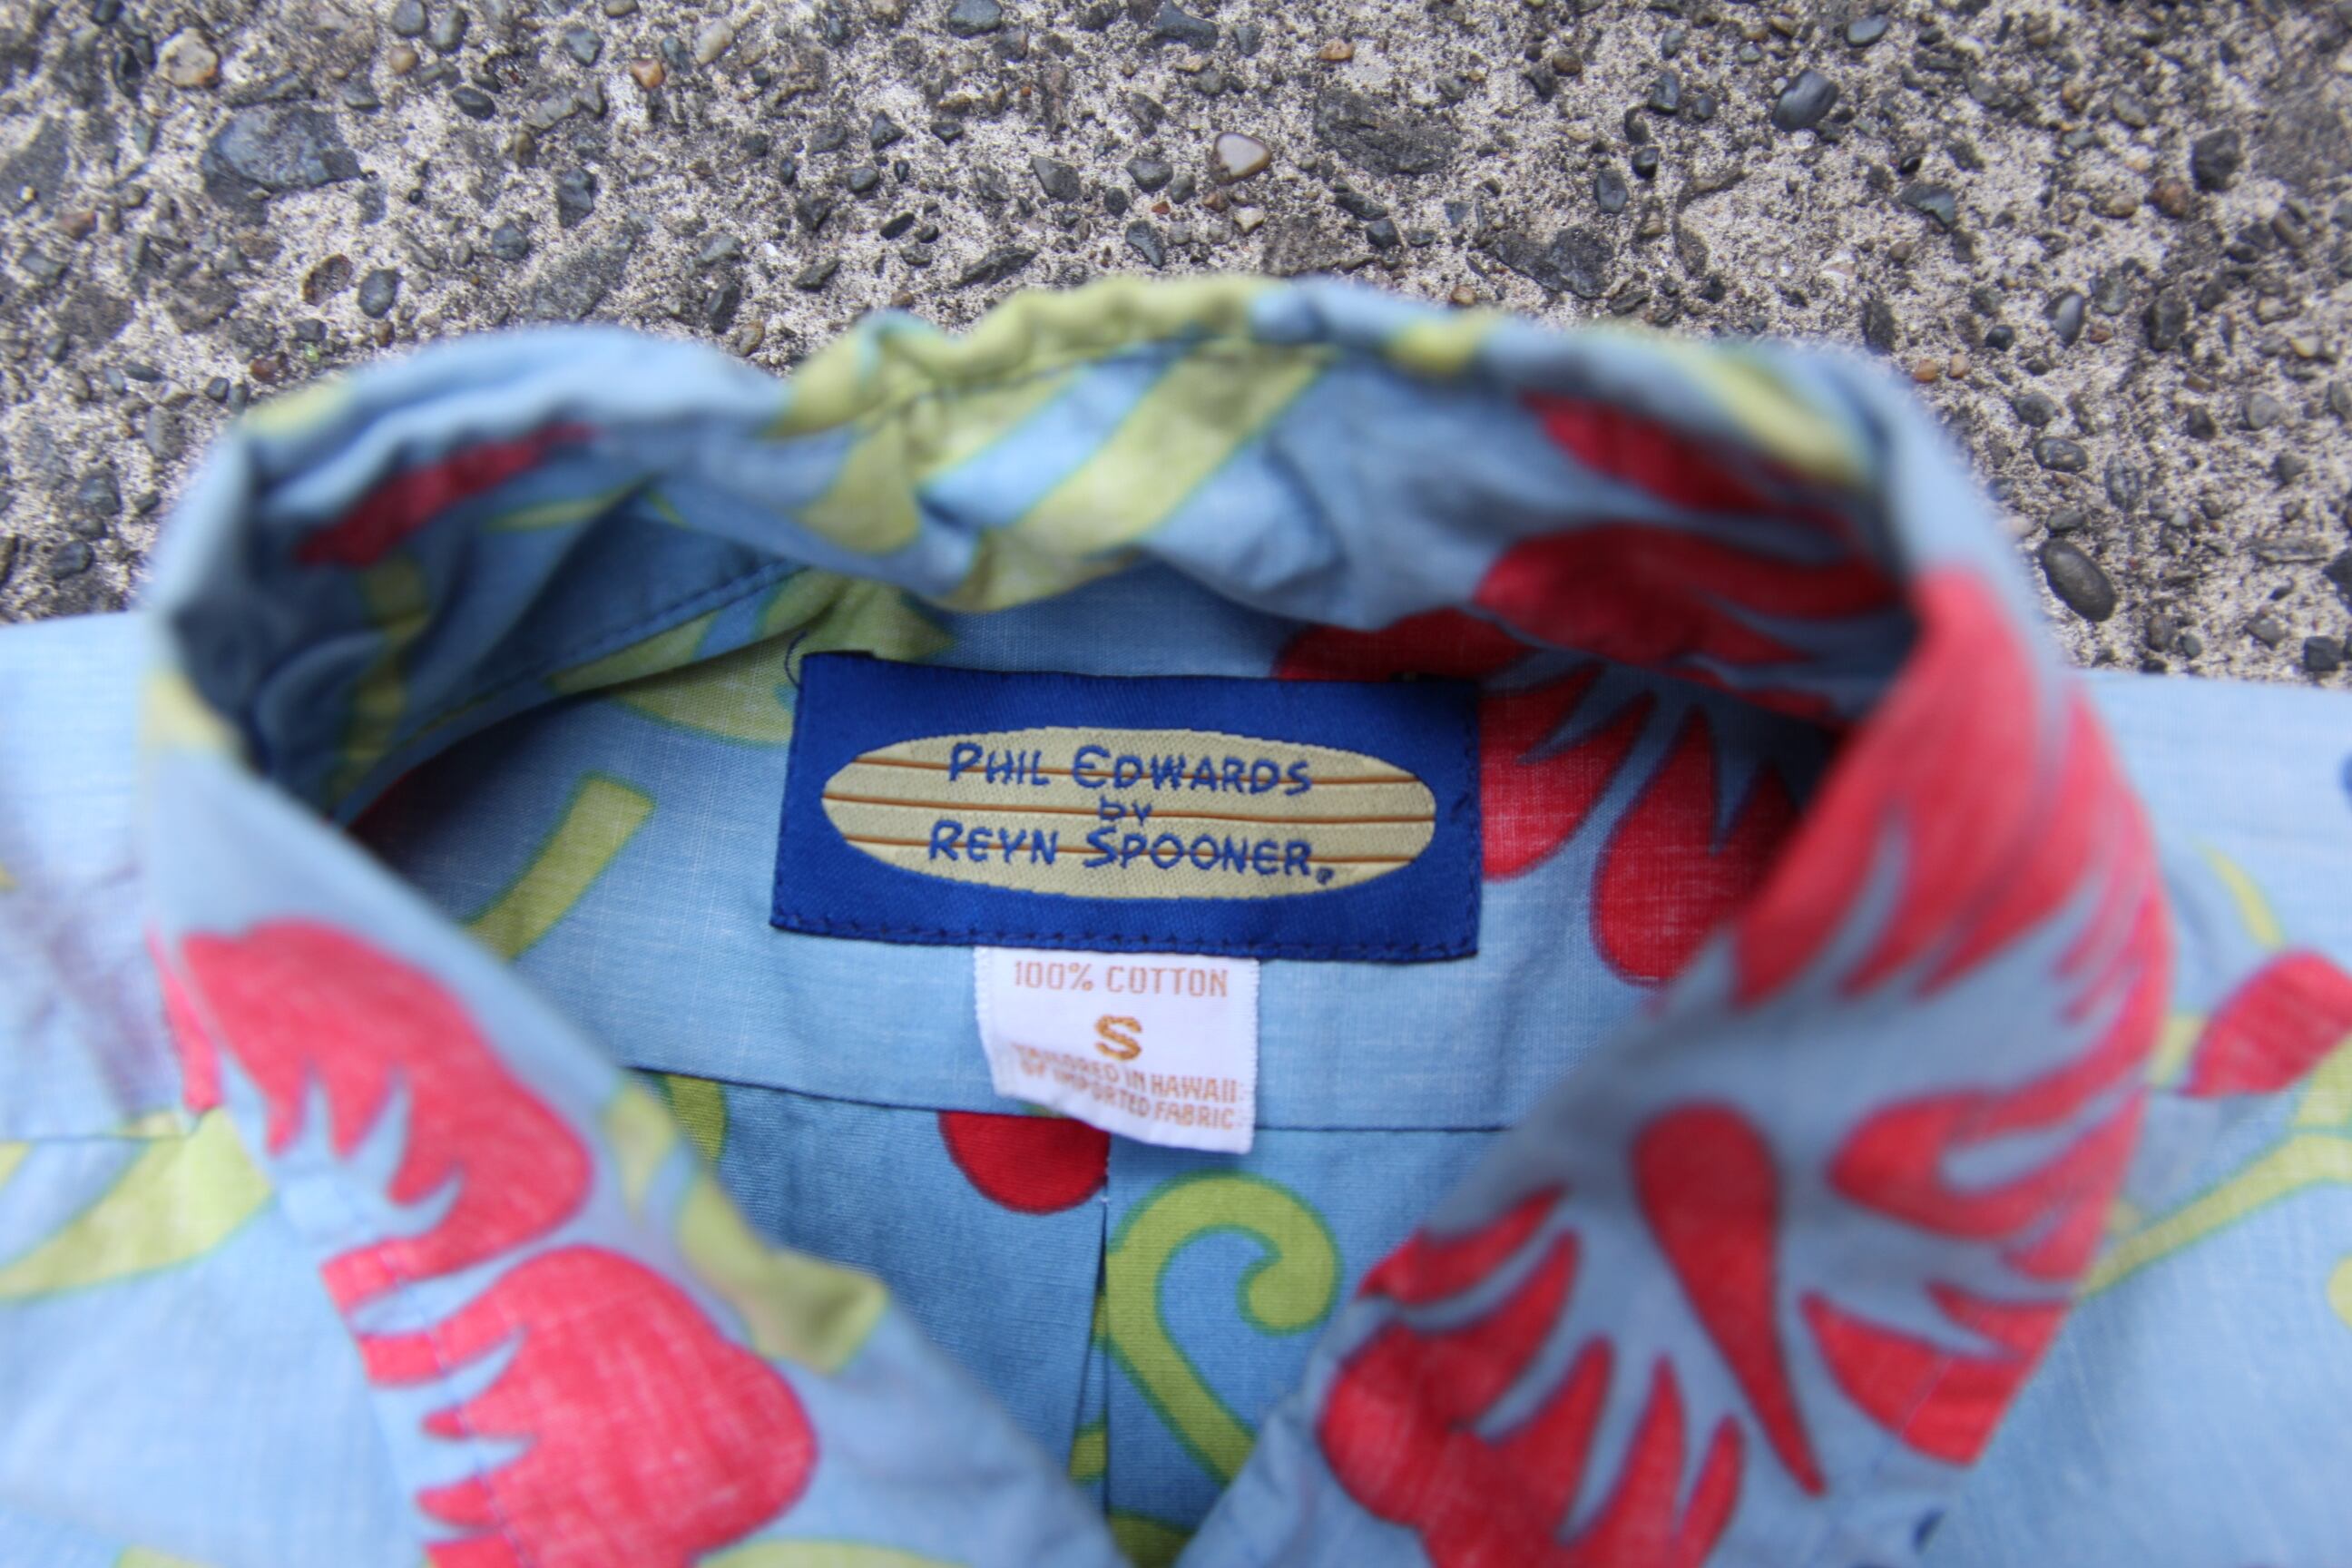 PHIL EDWARDS
by
REYN SPOONER.
100% COTTON
S
TAILORED IN HAWAII
OF IMPORTED FABRIC